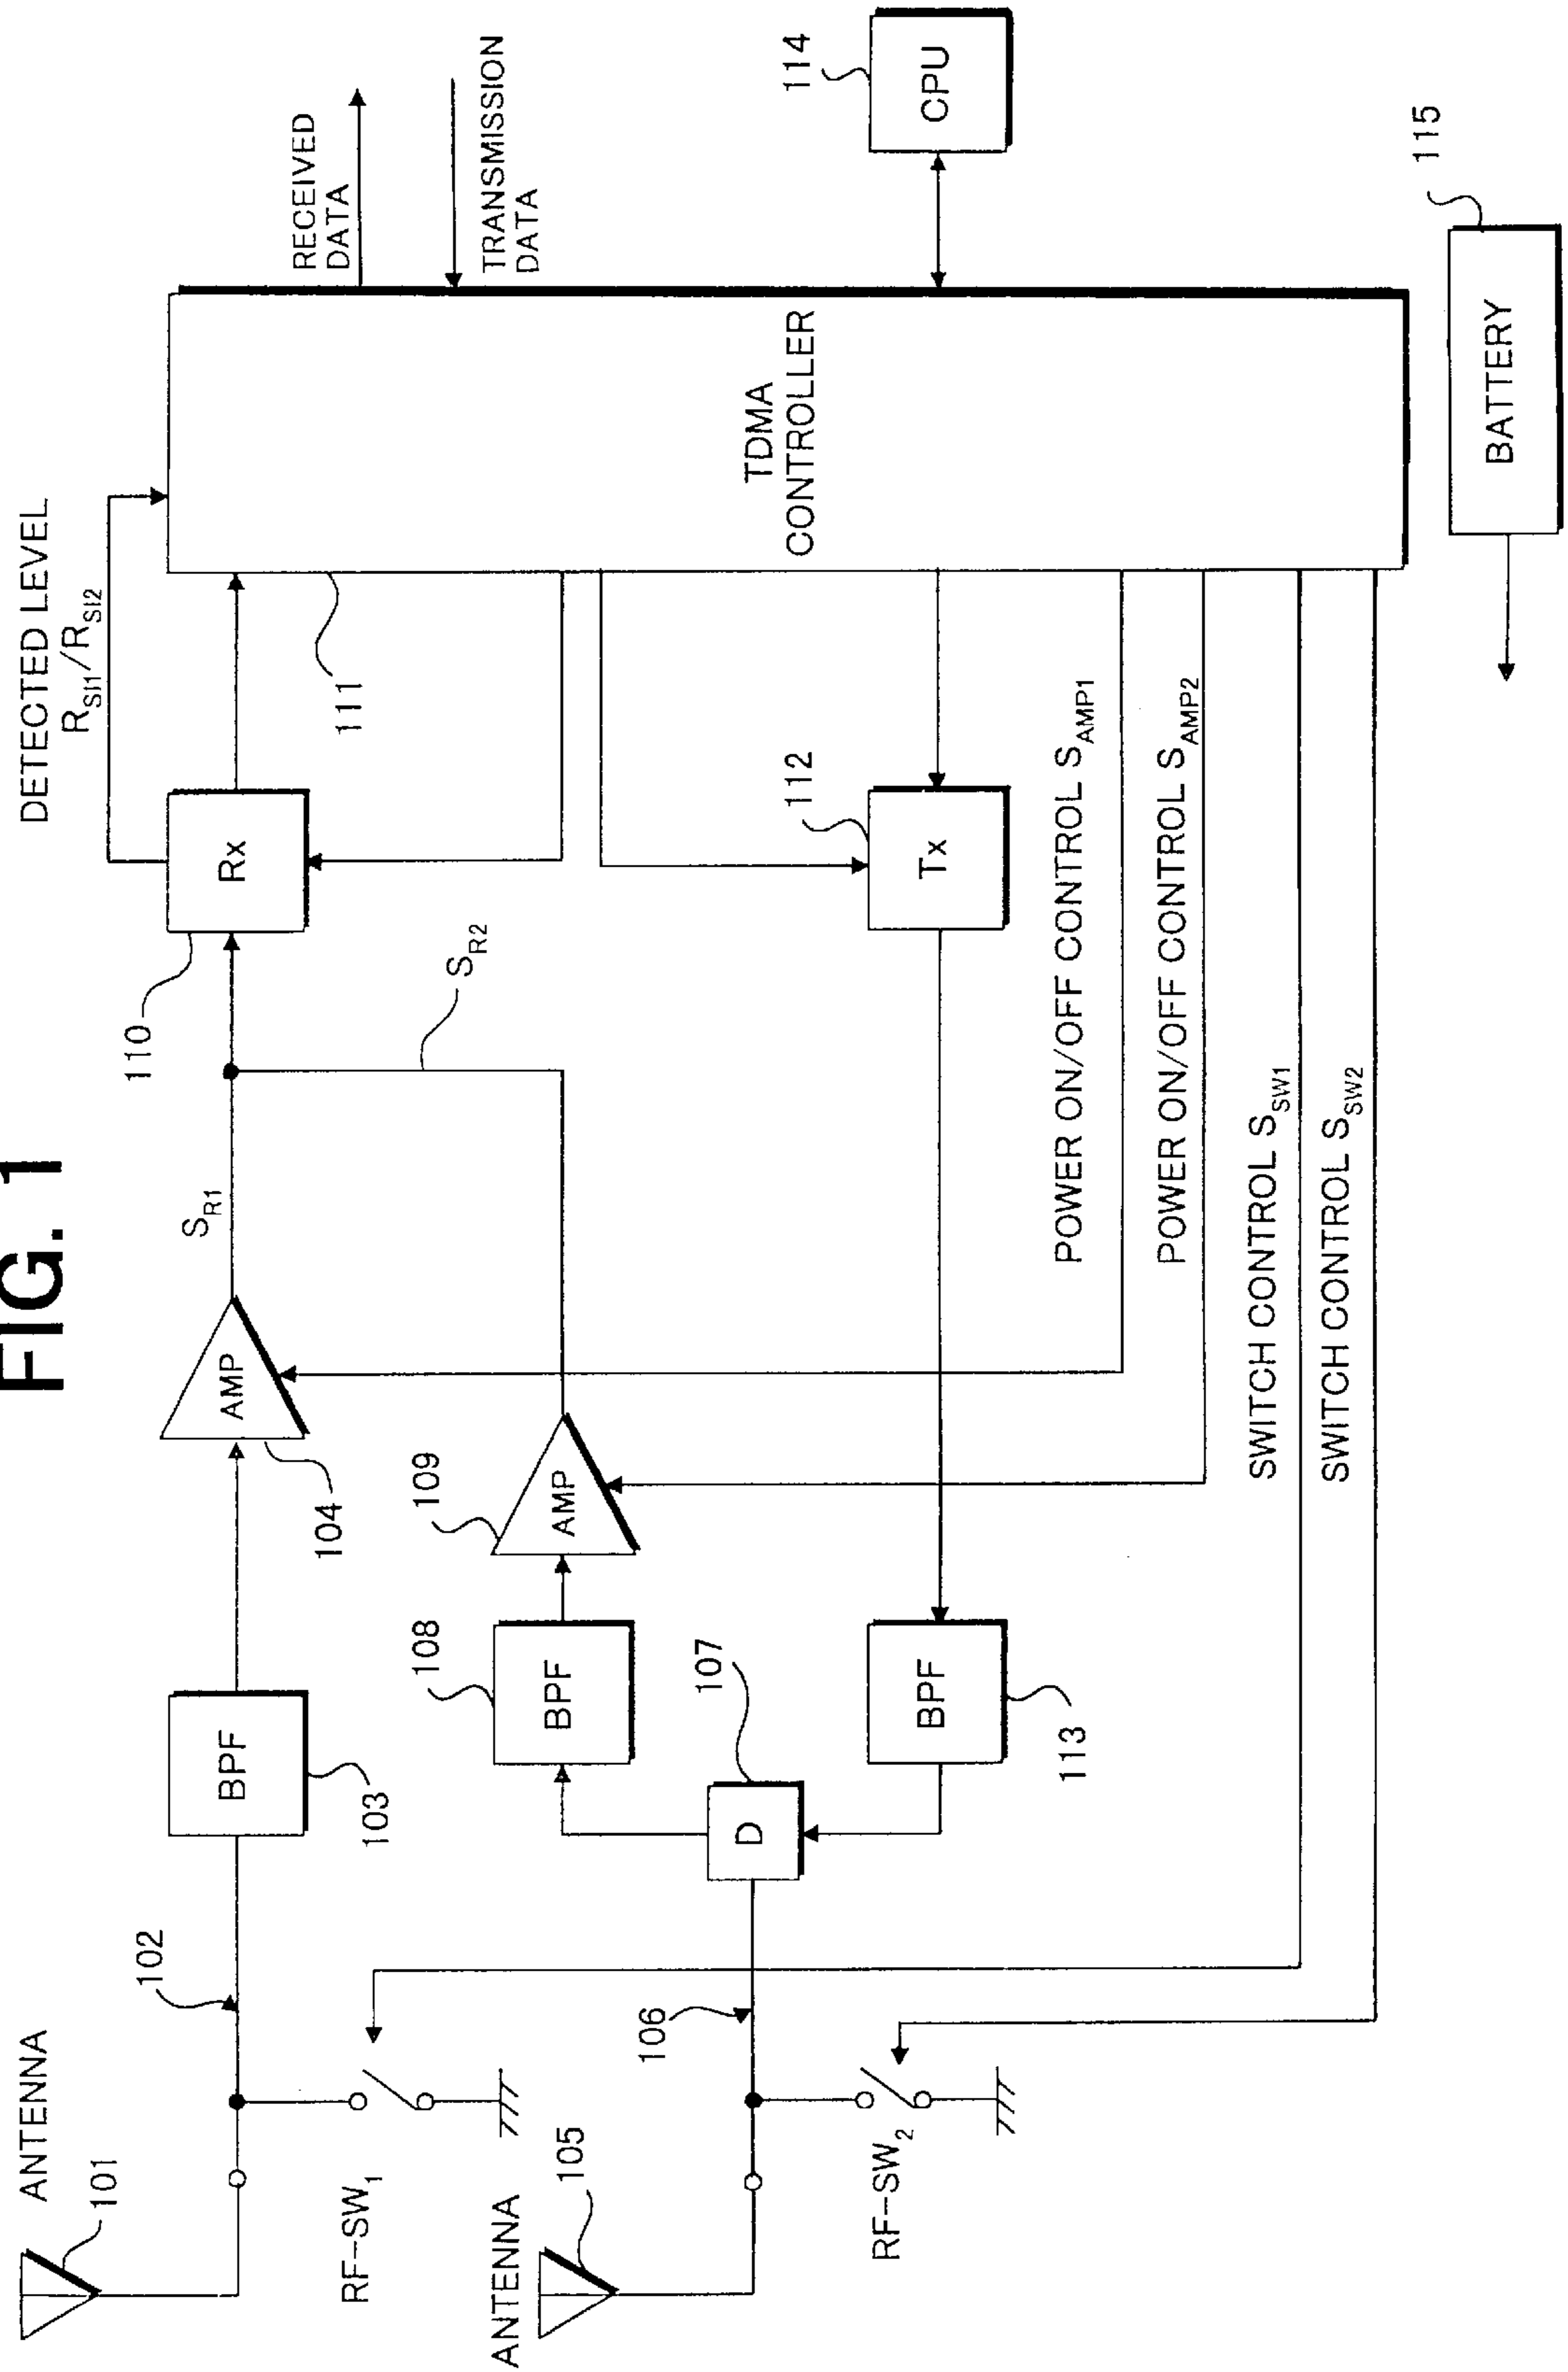 FIG. 1
ANTENNA
101
102
BPF
103
AMP
104
S_R1
S_R2
110
Rx
DETECTED LEVEL
R_SI1/R_SI2
111
RECEIVED
DATA
TRANSMISSION
DATA
TDMA
CONTROLLER
114
CPU
115
BATTERY
RF-SW_1
ANTENNA
105
106
RF-SW_2
107
D
108
BPF
109
AMP
BPF
113
112
Tx
POWER ON/OFF CONTROL S_AMP1
POWER ON/OFF CONTROL S_AMP2
SWITCH CONTROL S_SW1
SWITCH CONTROL S_SW2